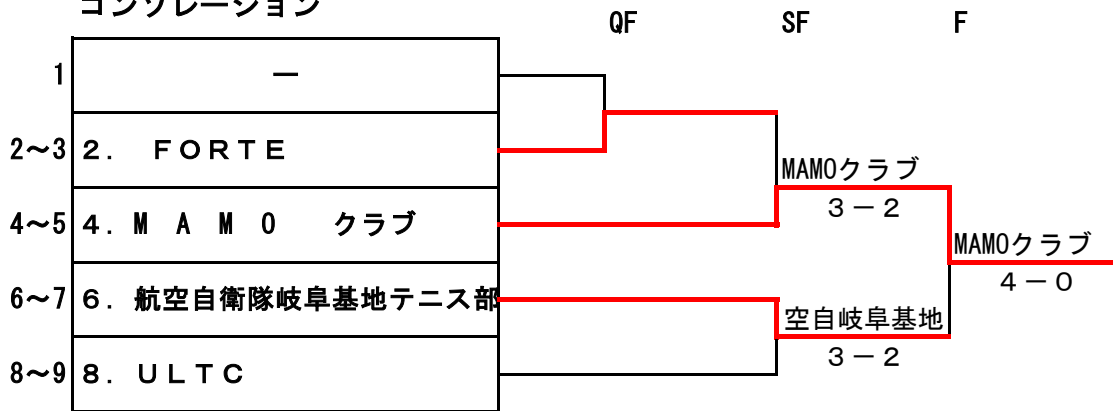 コンソレーション
QF SF F
1 －
2～3 2． ＦＯＲＴＥ
MAMOクラブ
3－2
4～5 4．Ｍ Ａ Ｍ Ｏ クラブ
MAMOクラブ
4－0
6～7 6．航空自衛隊岐阜基地テニス部
空自岐阜基地
3－2
8～9 8．ＵＬＴＣ